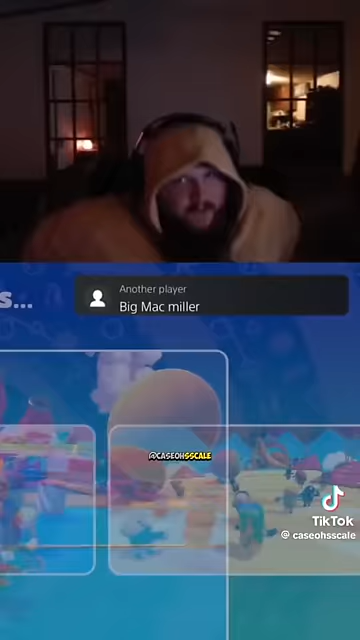 s...
Another player
Big Mac miller
@CASEOHSSCALE
TikTok
@ caseohsscale